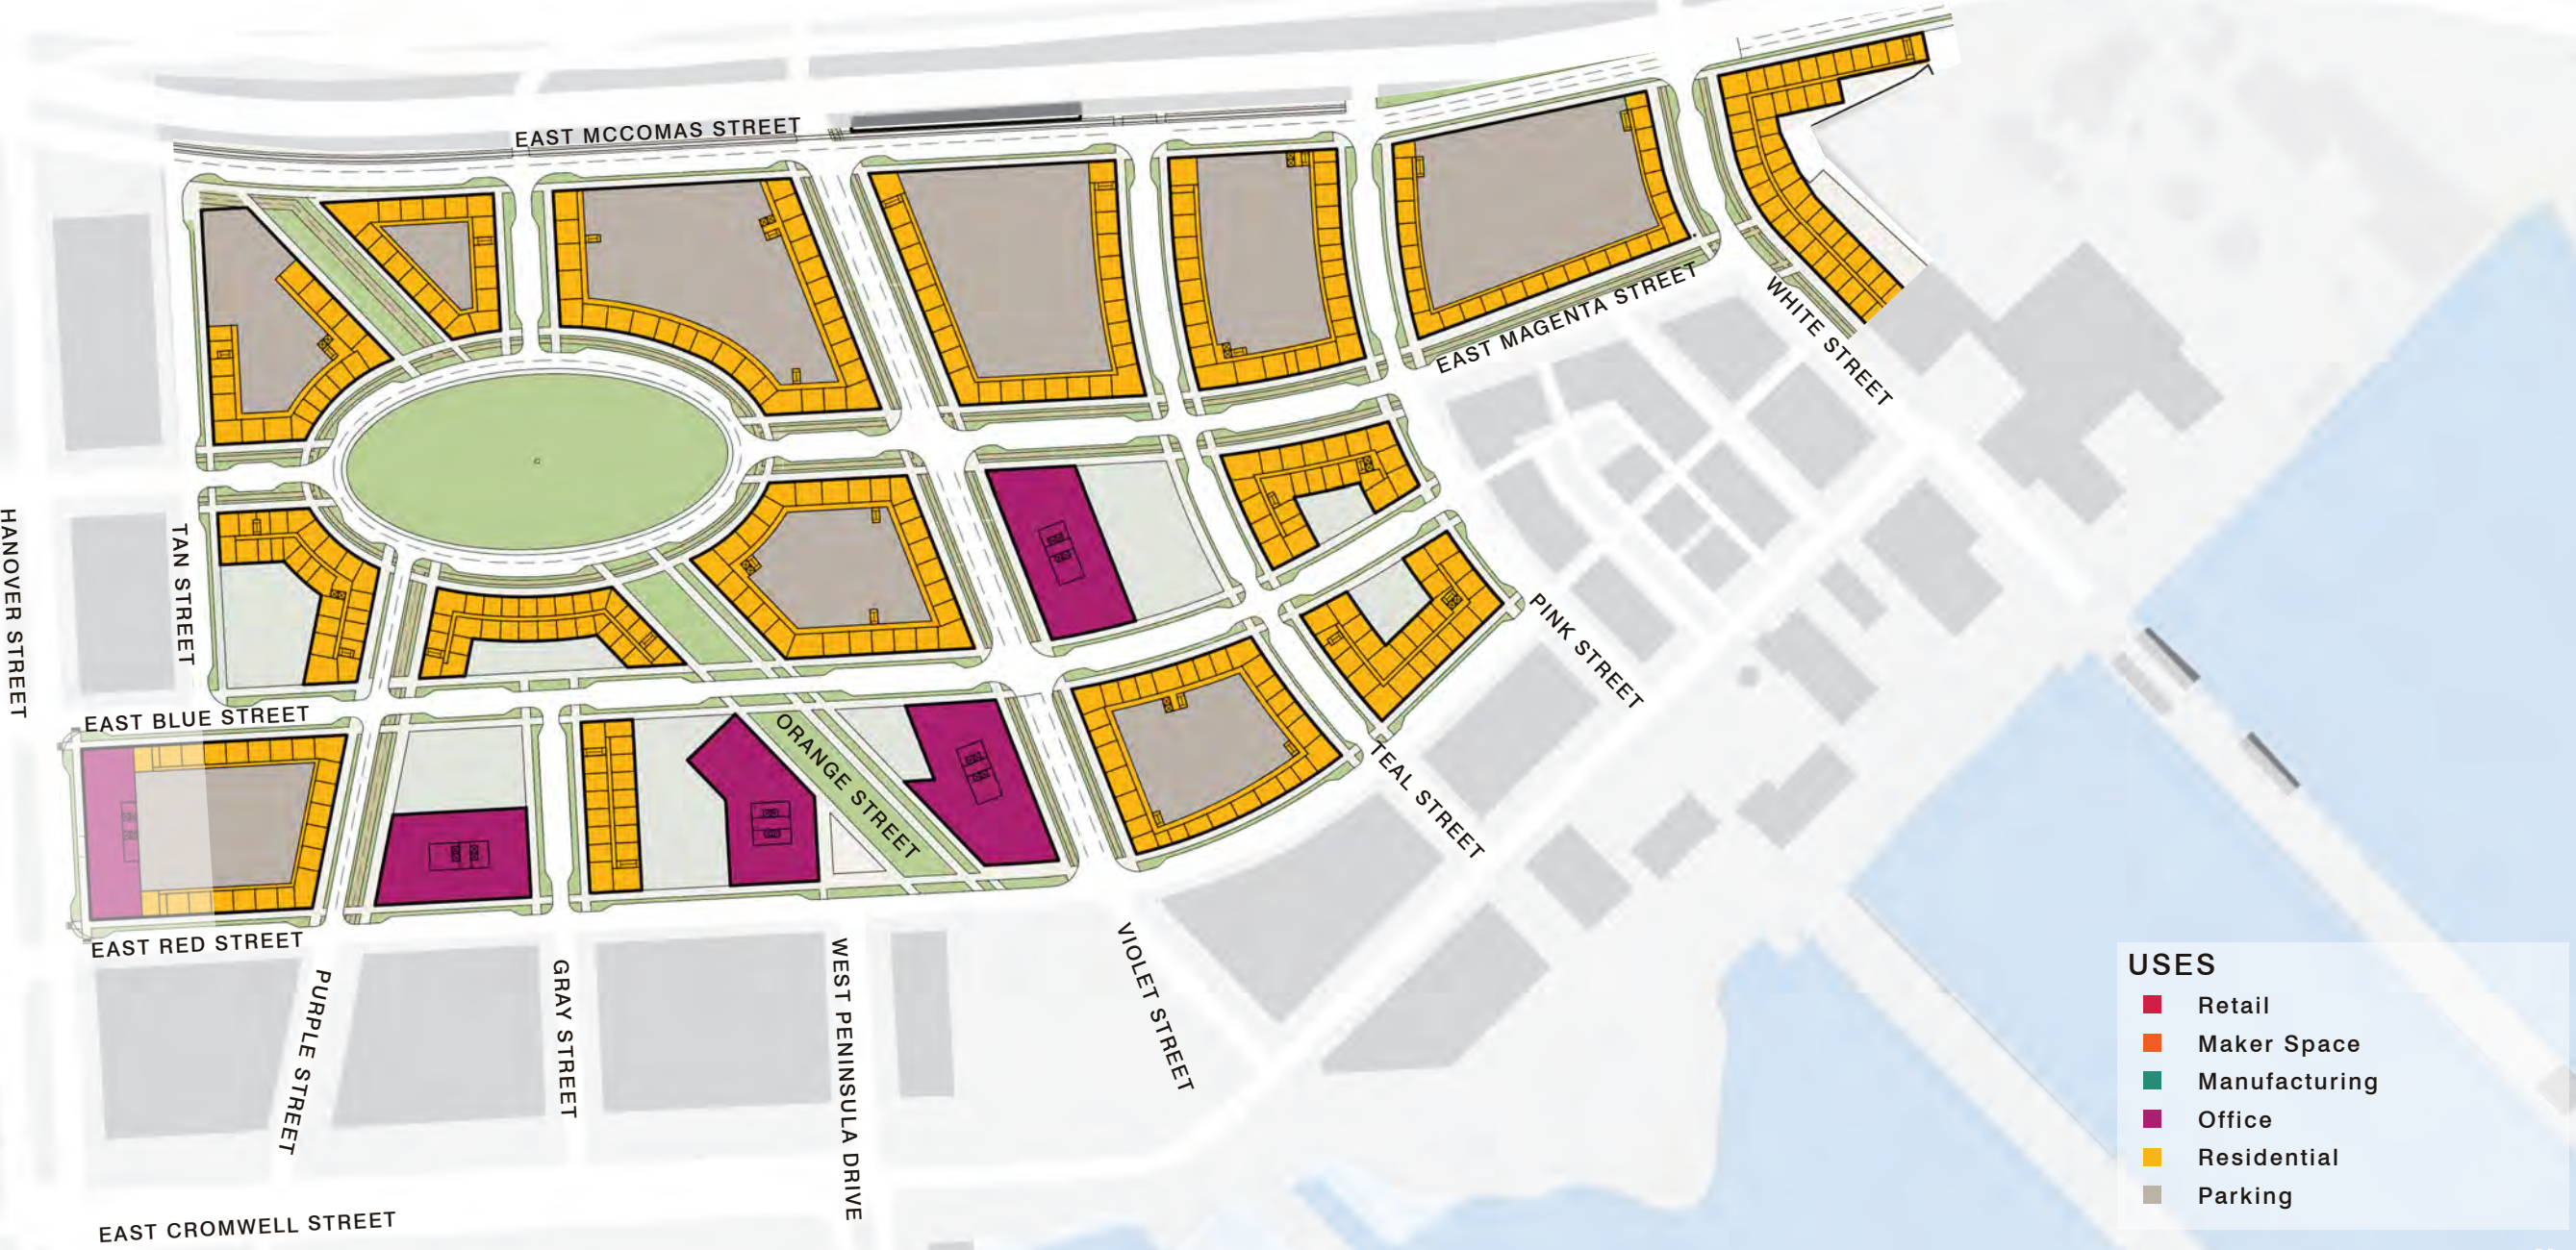 EAST MCCOMAS STREET
EAST MAGENTA STREET
WHITE STREET
HANOVER STREET
TAN STREET
PINK STREET
EAST BLUE STREET
ORANGE STREET
TEAL STREET
EAST RED STREET
PURPLE STREET
GRAY STREET
WEST PENINSULA DRIVE
VIOLET STREET
EAST CROMWELL STREET
USES
Retail
Maker Space
Manufacturing
Office
Residential
Parking